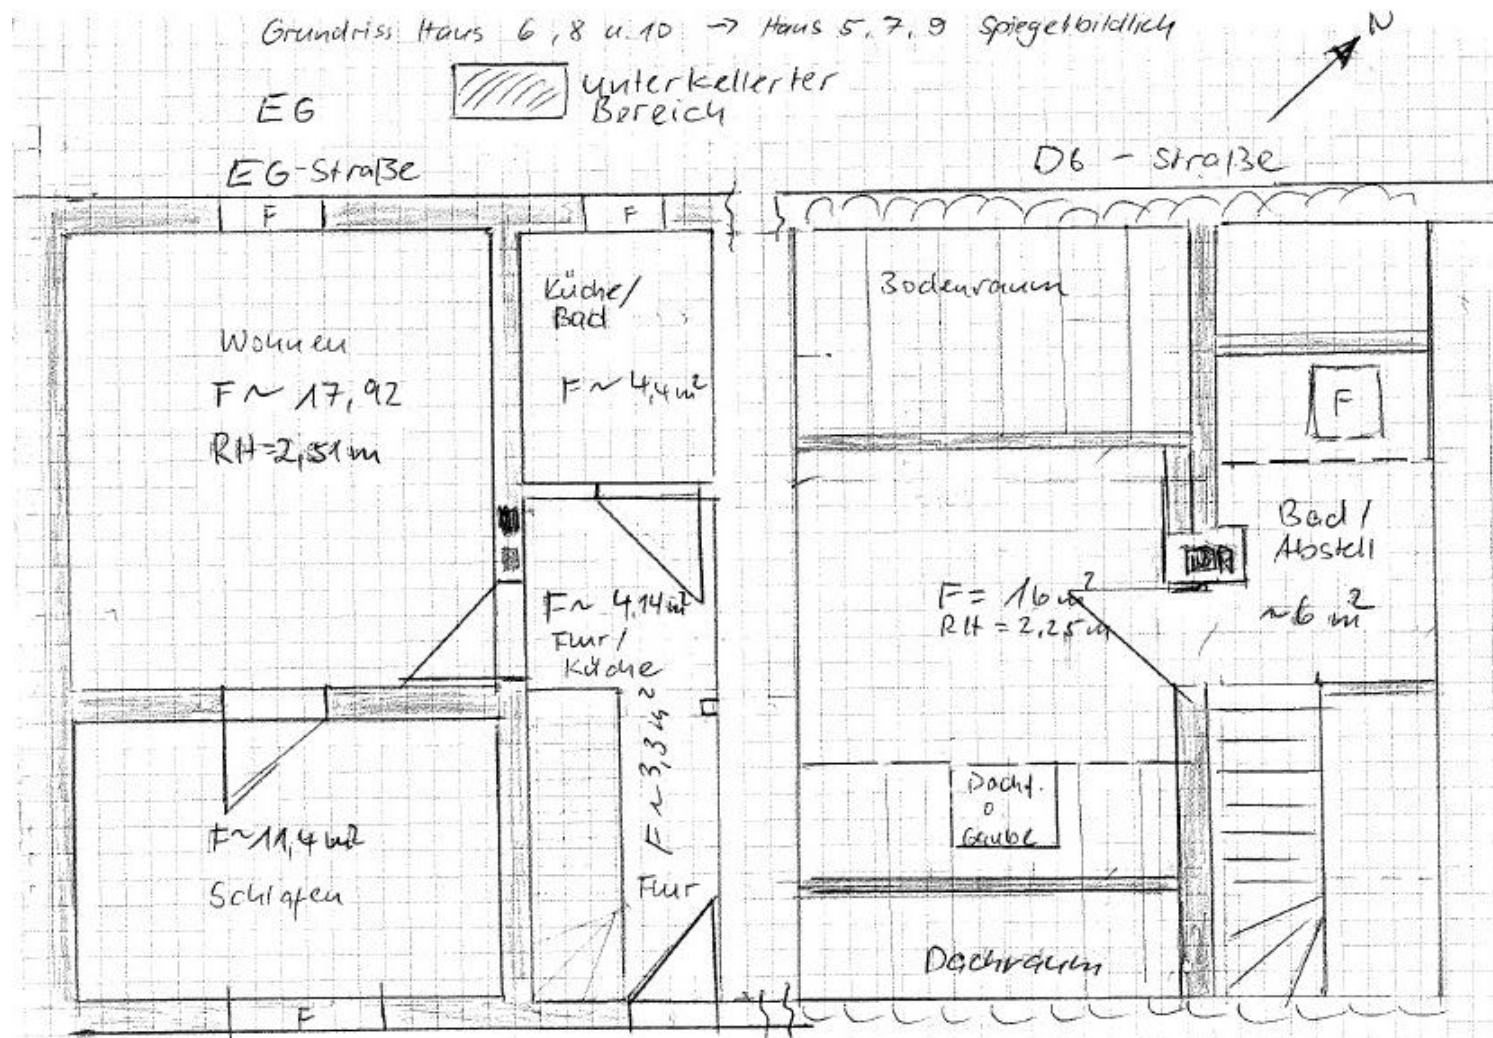 Grundriss Haus 6, 8 u. 10 → Haus 5, 7, 9 Spiegelbildlich
N
unterkellerter
Bereich
EG
EG-Straße
DG - Straße
F
F
Küche/
Bad
F ~ 4,4 m²
Wohnen
F ~ 17,92
RH = 2,51 m
Bodenraum
F
Bad /
Abstell
~ 6 m²
F ~ 4,14 m²
Flur /
Küche
F = 16 m²
RH = 2,25 m
F ~ 3,3 m²
Flur
Dachf.
o
Gaube
F ~ 11,4 m²
Schlafen
Dachraum
F